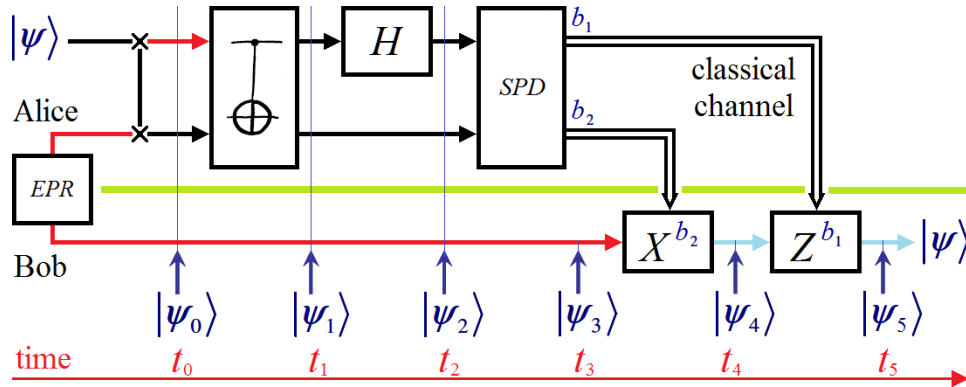 |ψ⟩
H
b₁
SPD
classical
channel
Alice
b₂
EPR
Bob
X^b₂
Z^b₁
|ψ⟩
|ψ₀⟩ |ψ₁⟩ |ψ₂⟩ |ψ₃⟩ |ψ₄⟩ |ψ₅⟩
time t₀ t₁ t₂ t₃ t₄ t₅